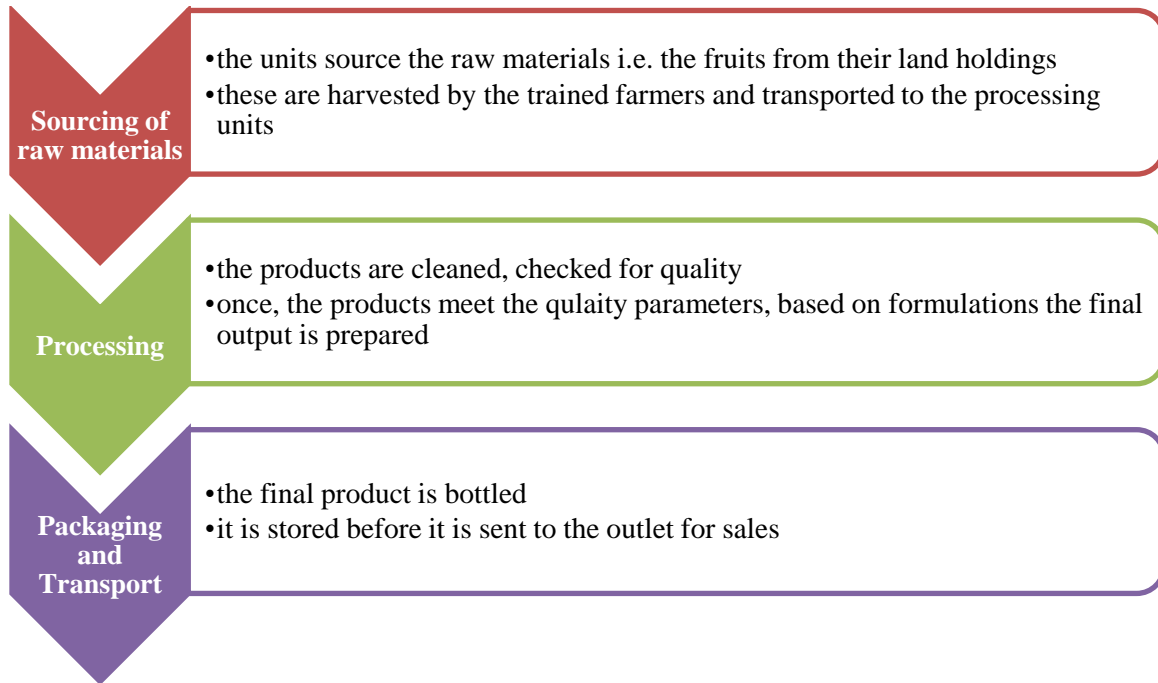 Sourcing of
raw materials
•the units source the raw materials i.e. the fruits from their land holdings
•these are harvested by the trained farmers and transported to the processing
units
Processing
•the products are cleaned, checked for quality
•once, the products meet the qulaity parameters, based on formulations the final
output is prepared
Packaging
and
Transport
•the final product is bottled
•it is stored before it is sent to the outlet for sales